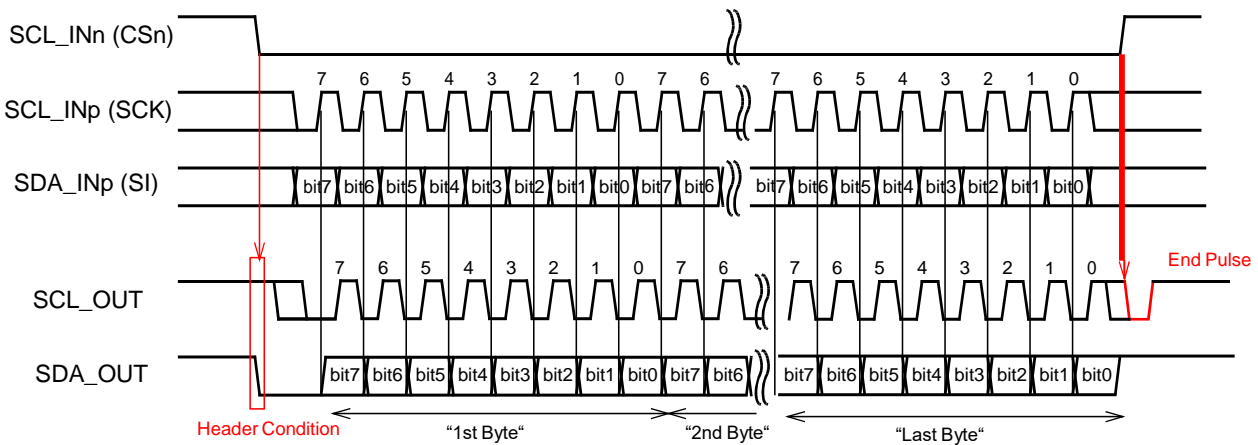 SCL_INn (CSn)
7 6 5 4 3 2 1 0 7 6 7 6 5 4 3 2 1 0
SCL_INp (SCK)
SDA_INp (SI)
bit7 bit6 bit5 bit4 bit3 bit2 bit1 bit0 bit7 bit6 bit7 bit6 bit5 bit4 bit3 bit2 bit1 bit0
7 6 5 4 3 2 1 0 7 6 7 6 5 4 3 2 1 0
End Pulse
SCL_OUT
SDA_OUT
bit7 bit6 bit5 bit4 bit3 bit2 bit1 bit0 bit7 bit6 bit7 bit6 bit5 bit4 bit3 bit2 bit1 bit0
Header Condition
“1st Byte“
“2nd Byte“
“Last Byte“